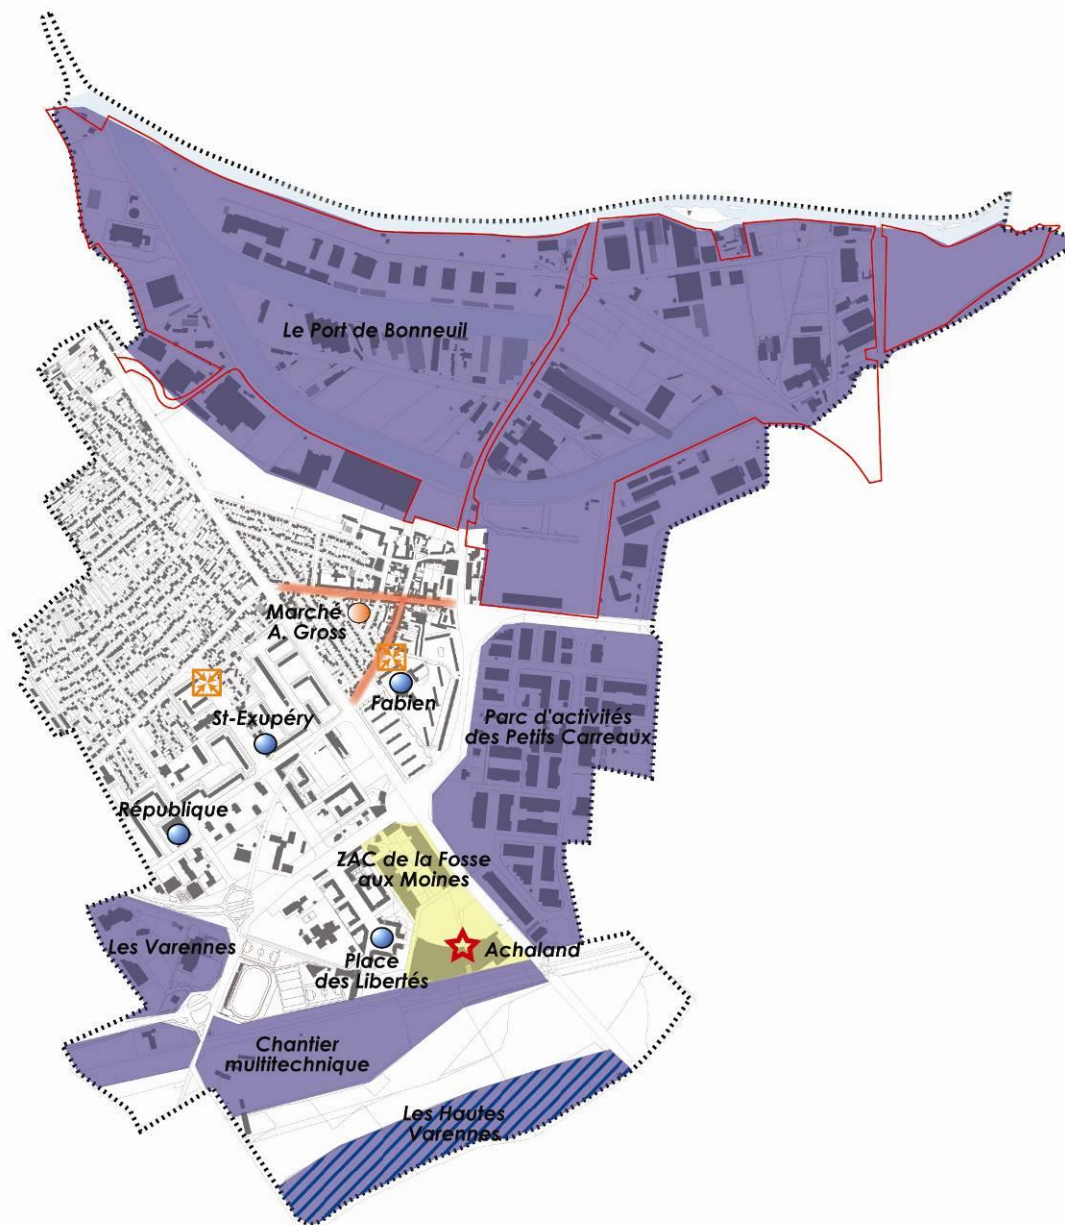 Le Port de Bonneuil
Marché
A. Gross
Fabien
St-Exupéry
Parc d'activités
des Petits Carreaux
République
ZAC de la Fosse
aux Moines
Les Varennes
Place
des Libertés
Achaland
Chantier
multitechnique
Les Hautes
Varennes